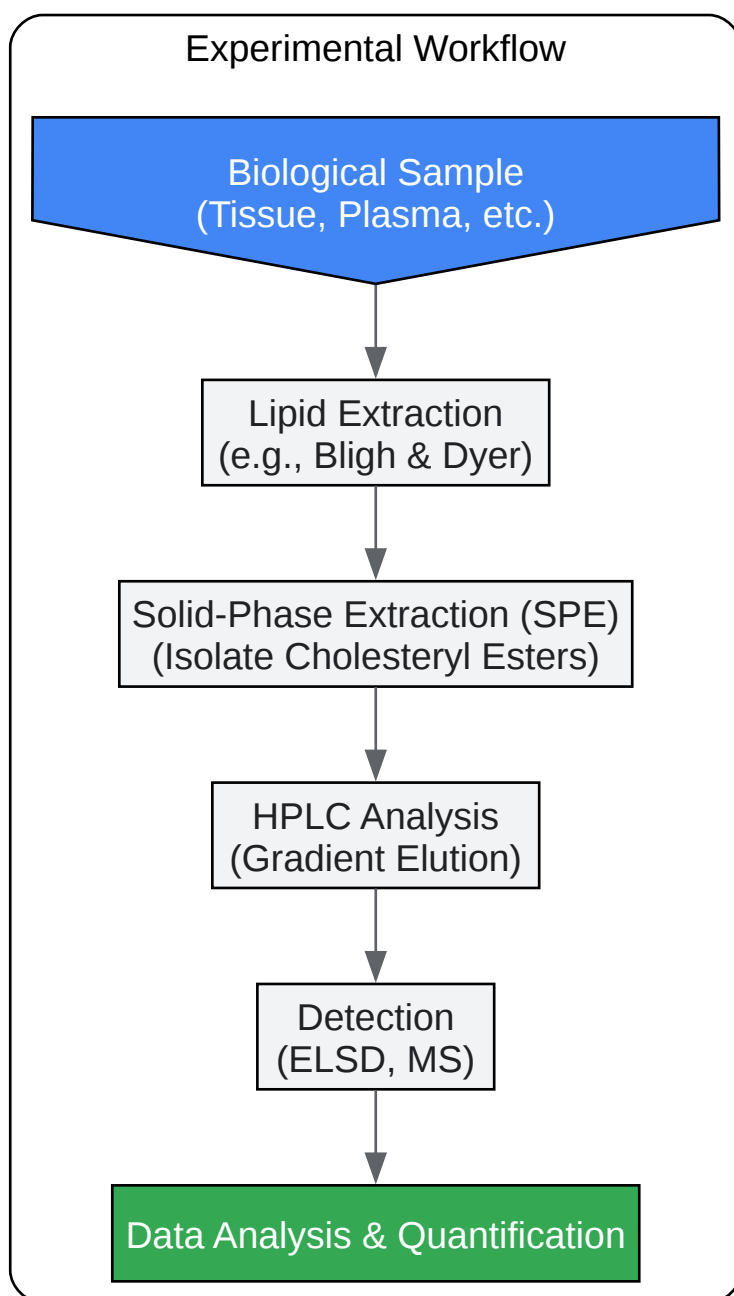 Experimental Workflow
Biological Sample
(Tissue, Plasma, etc.)
Lipid Extraction
(e.g., Bligh & Dyer)
Solid-Phase Extraction (SPE)
(Isolate Cholesteryl Esters)
HPLC Analysis
(Gradient Elution)
Detection
(ELSD, MS)
Data Analysis & Quantification